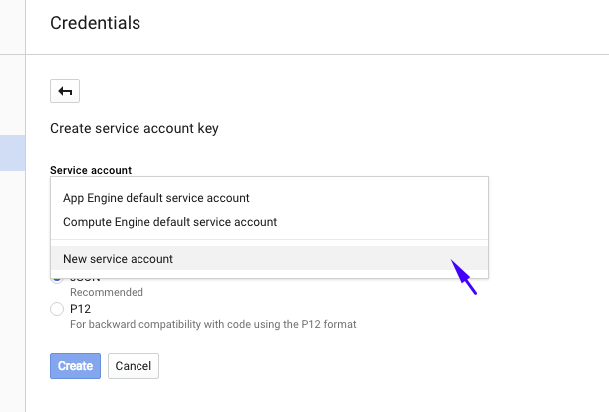 Credentials
Create service account key
Service account
App Engine default service account
Compute Engine default service account
New service account
JSON
Recommended
P12
For backward compatibility with code using the P12 format
Create
Cancel